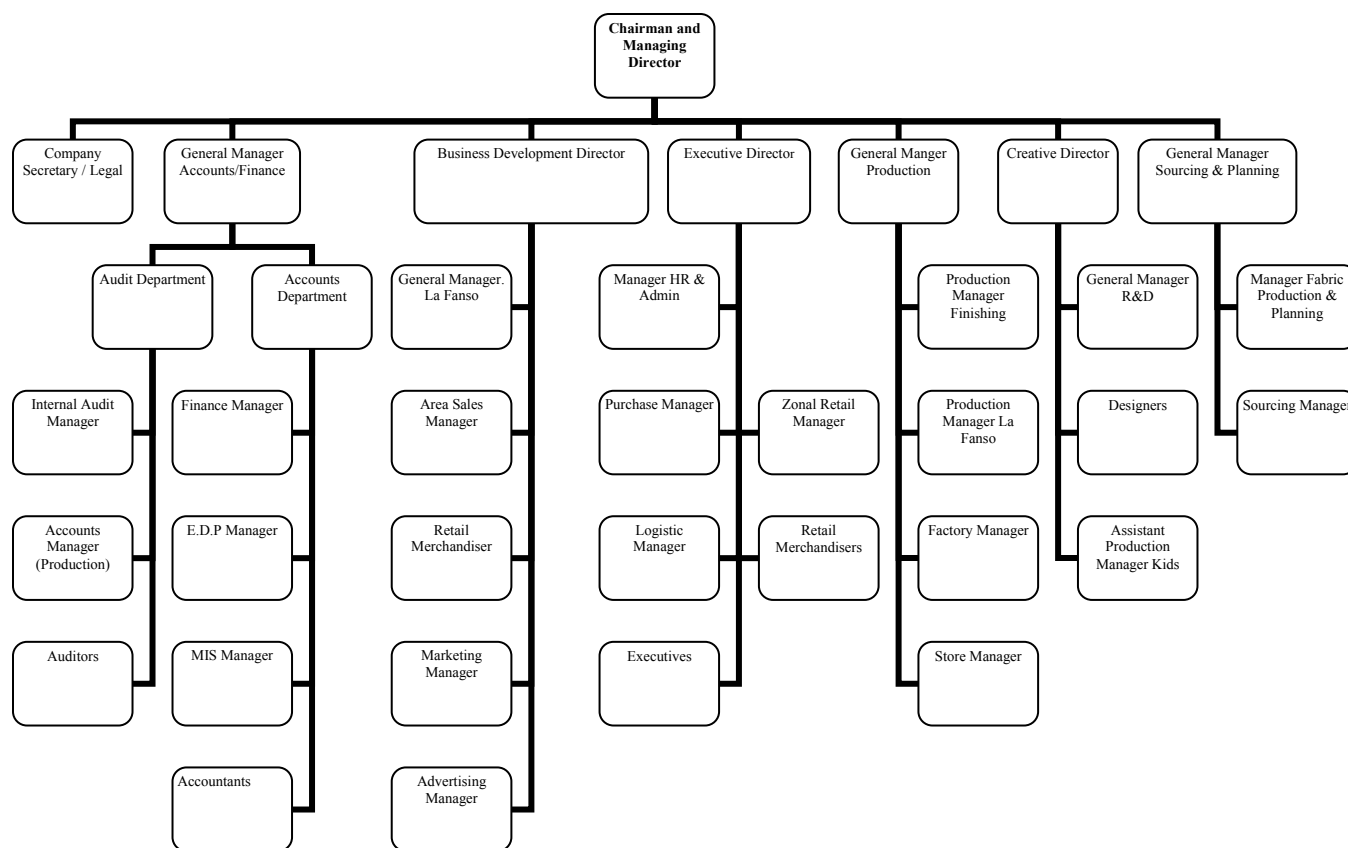 Chairman and
Managing
Director
Company
Secretary / Legal
General Manager
Accounts/Finance
Business Development Director
Executive Director
General Manger
Production
Creative Director
General Manager
Sourcing & Planning
Audit Department
Accounts
Department
General Manager.
La Fanso
Manager HR &
Admin
Production
Manager
Finishing
General Manager
R&D
Manager Fabric
Production &
Planning
Internal Audit
Manager
Finance Manager
Area Sales
Manager
Purchase Manager
Zonal Retail
Manager
Production
Manager La
Fanso
Designers
Sourcing Manager
Accounts
Manager
(Production)
E.D.P Manager
Retail
Merchandiser
Logistic
Manager
Retail
Merchandisers
Factory Manager
Assistant
Production
Manager Kids
Auditors
MIS Manager
Marketing
Manager
Executives
Store Manager
Accountants
Advertising
Manager